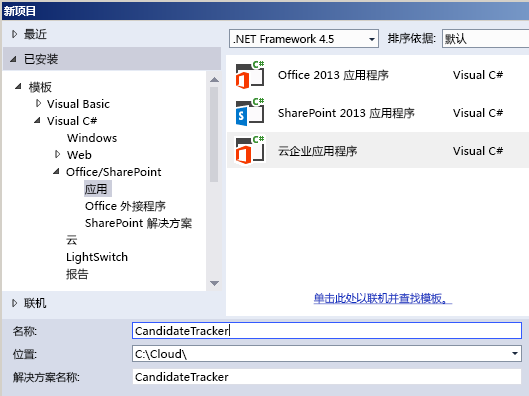 新项目
最近
.NET Framework 4.5 排序依据: 默认
已安装
模板
Visual Basic
Visual C#
Windows
Web
Office/SharePoint
应用
Office 外接程序
SharePoint 解决方案
云
LightSwitch
报告
联机
C# Office 2013 应用程序 Visual C#
C# SharePoint 2013 应用程序 Visual C#
C# 云企业应用程序 Visual C#
单击此处以联机并查找模板。
名称: CandidateTracker
位置: C:\Cloud\
解决方案名称: CandidateTracker